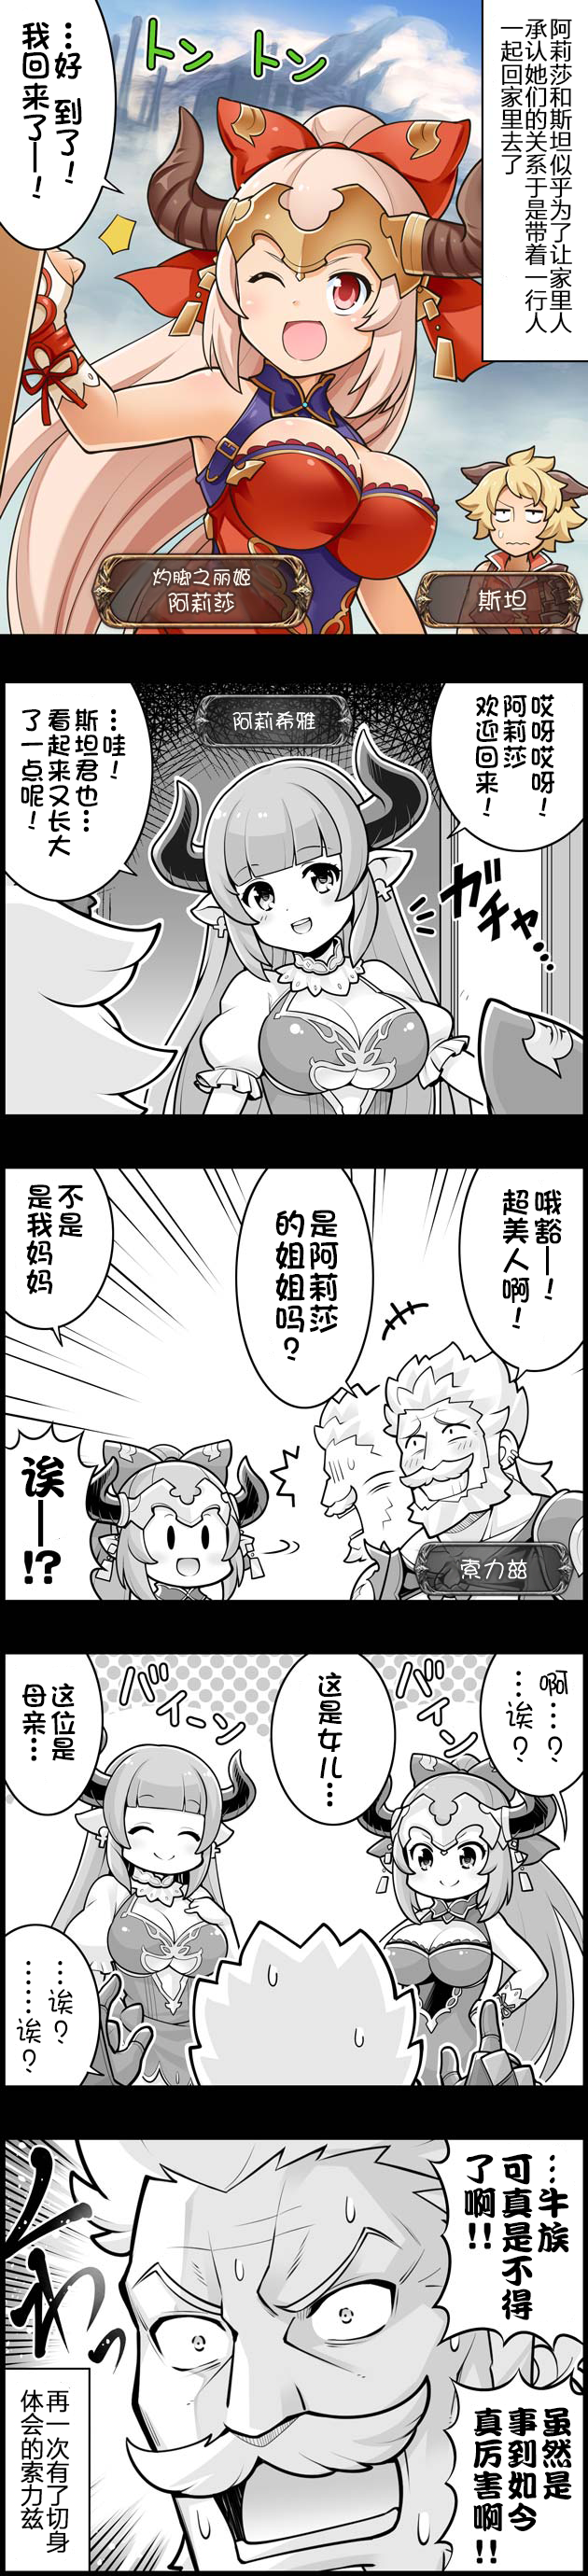 阿莉莎和斯坦似乎为了让家里人
承认她们的关系于是带着一行人
一起回家里去了
トン トン
…好 到了!
我回来了—!
灼脚之丽姬
阿莉莎
斯坦
哎呀哎呀!
阿莉莎
欢迎回来!
阿莉希雅
…哇!
斯坦君也…
看起来又长大
了一点呢!
ガチャ…
哦豁—!
超美人啊!
是阿莉莎
的姐姐吗?
不是
是我妈妈
诶—!?
索力兹
啊…?
…诶?
バイーン
这是女儿…
バイーン
这位是
母亲…
…诶?
……诶?
…牛族
可真是不得
了啊!!
虽然是
事到如今
真厉害啊!!
再一次有了切身
体会的索力兹